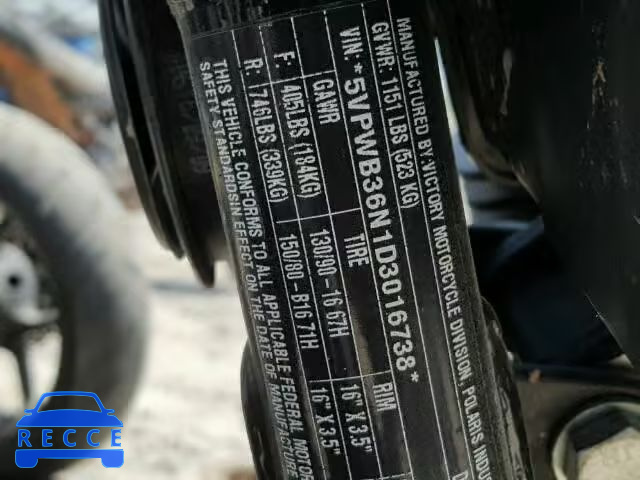 MANUFACTURED BY: VICTORY MOTORCYCLE DIVISION, POLARIS INDUS
GVWR: 1151 LBS (523 KG)
VIN: *5VPWB36N1D3016738*
GAWR TIRE RIM
F: 405LBS (184KG) 130/90-16 67H 16" X 3.5"
R: 746LBS (339KG) 150/80-B16 71H 16" X 3.5"
THIS VEHICLE CONFORMS TO ALL APPLICABLE FEDERAL MOTOR
SAFETY STANDARDS IN EFFECT ON THE DATE OF MANUFACTURE
RECCE